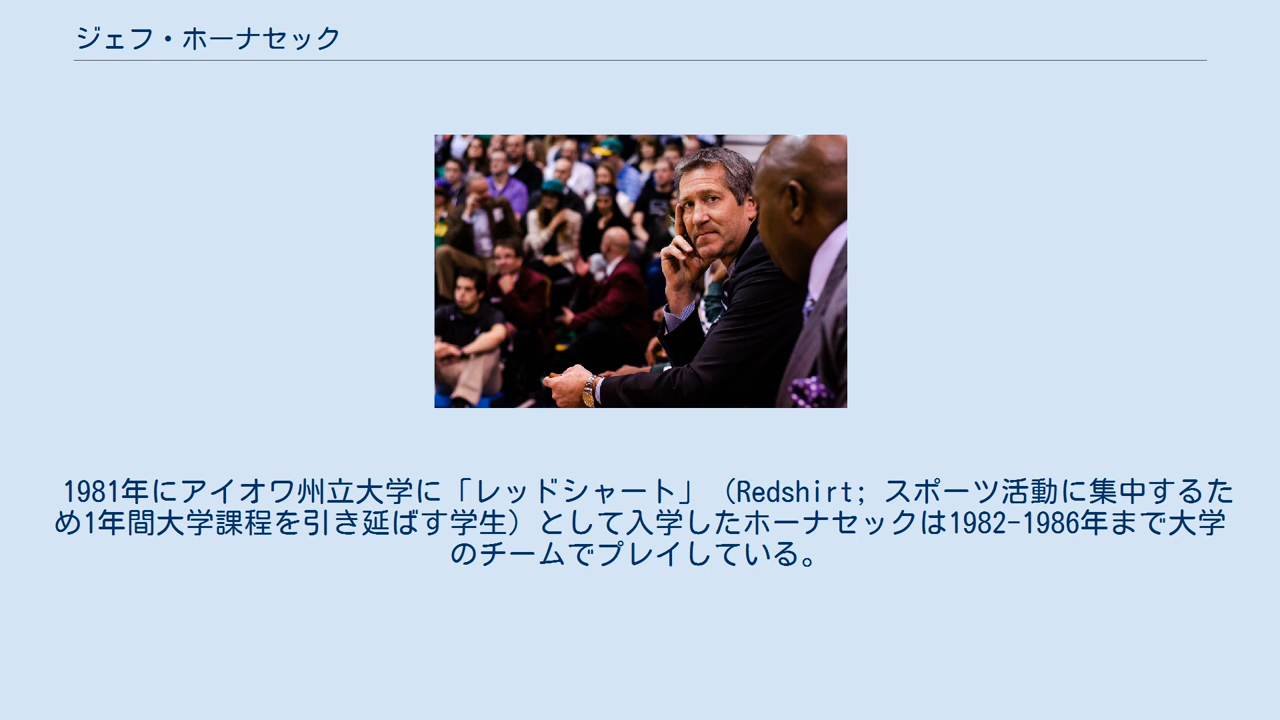 ジェフ・ホーナセック
1981年にアイオワ州立大学に「レッドシャート」（Redshirt; スポーツ活動に集中するた
め1年間大学課程を引き延ばす学生）として入学したホーナセックは1982-1986年まで大学
のチームでプレイしている。